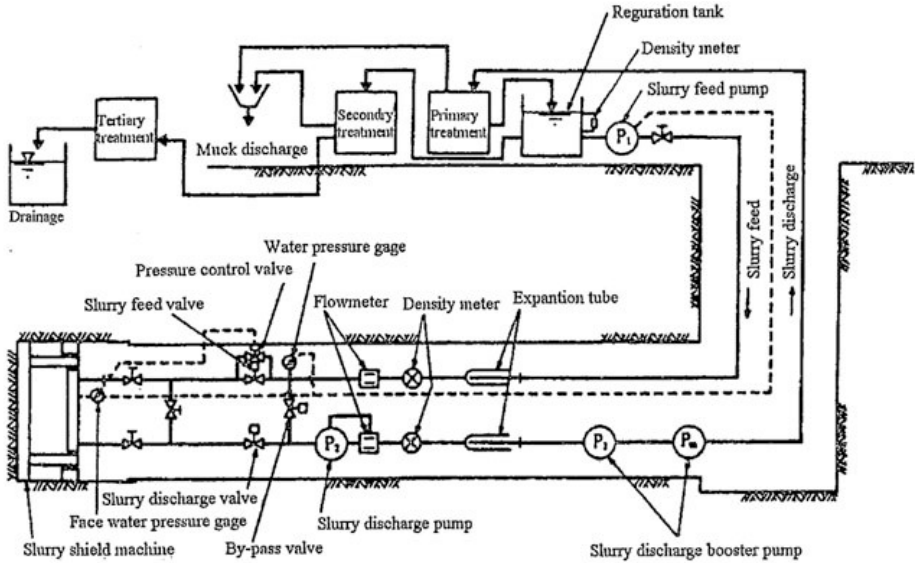 Reguration tank
Density meter
Slurry feed pump
Secondry
treatment
Primary
treatment
Tertiary
treatment
P1
Muck discharge
Drainage
Slurry feed
Slurry discharge
Water pressure gage
Pressure control valve
Slurry feed valve
Flowmeter
Density meter
Expantion tube
P2
P3
Pm
Slurry discharge valve
Face water pressure gage
Slurry shield machine
By-pass valve
Slurry discharge pump
Slurry discharge booster pump